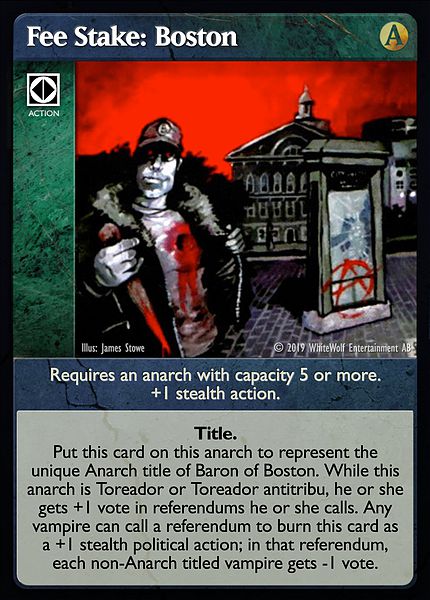 Fee Stake: Boston
A
ACTION
Illus: James Stowe
© 2019 WhiteWolf Entertainment AB
Requires an anarch with capacity 5 or more.
+1 stealth action.
Title.
Put this card on this anarch to represent the
unique Anarch title of Baron of Boston. While this
anarch is Toreador or Toreador antitribu, he or she
gets +1 vote in referendums he or she calls. Any
vampire can call a referendum to burn this card as
a +1 stealth political action; in that referendum,
each non-Anarch titled vampire gets -1 vote.